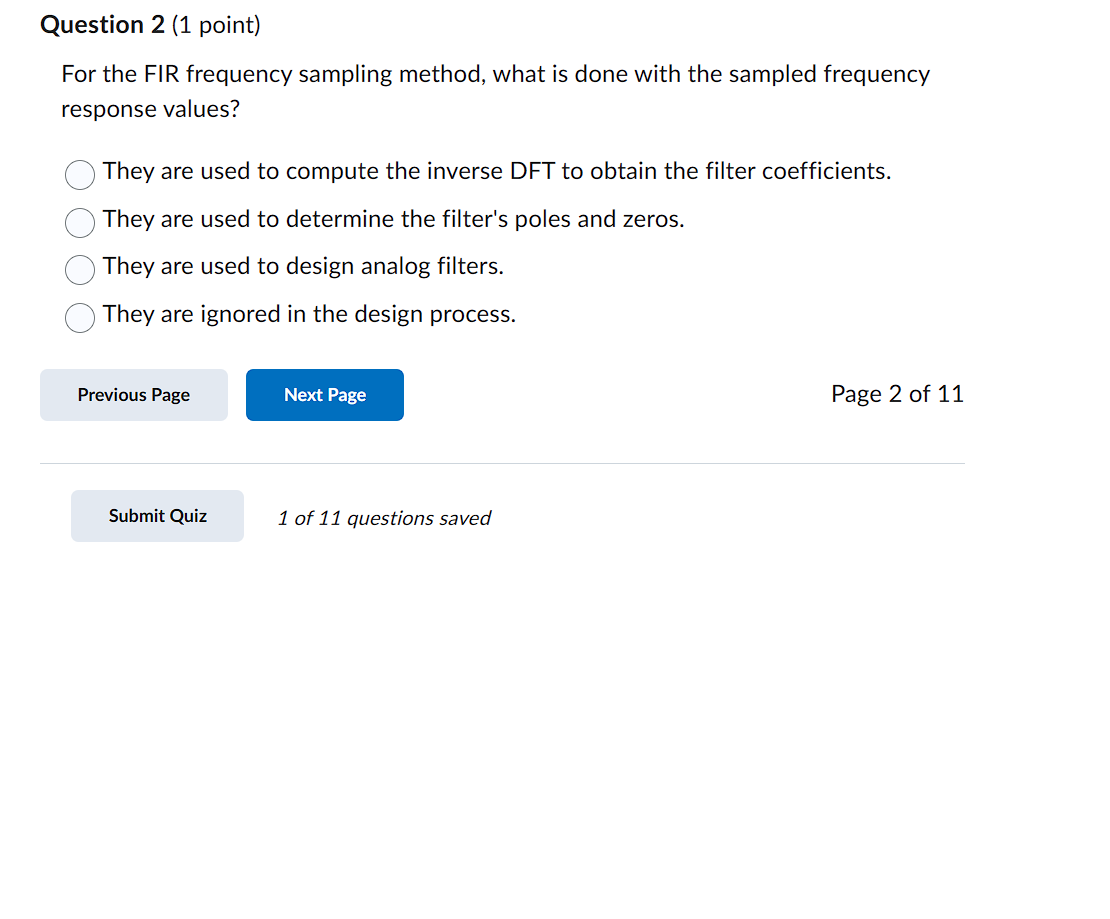 Question 2 (1 point)
For the FIR frequency sampling method, what is done with the sampled frequency
response values?
They are used to compute the inverse DFT to obtain the filter coefficients.
They are used to determine the filter's poles and zeros.
They are used to design analog filters.
They are ignored in the design process.
Previous Page
Next Page
Page 2 of 11
Submit Quiz
1 of 11 questions saved